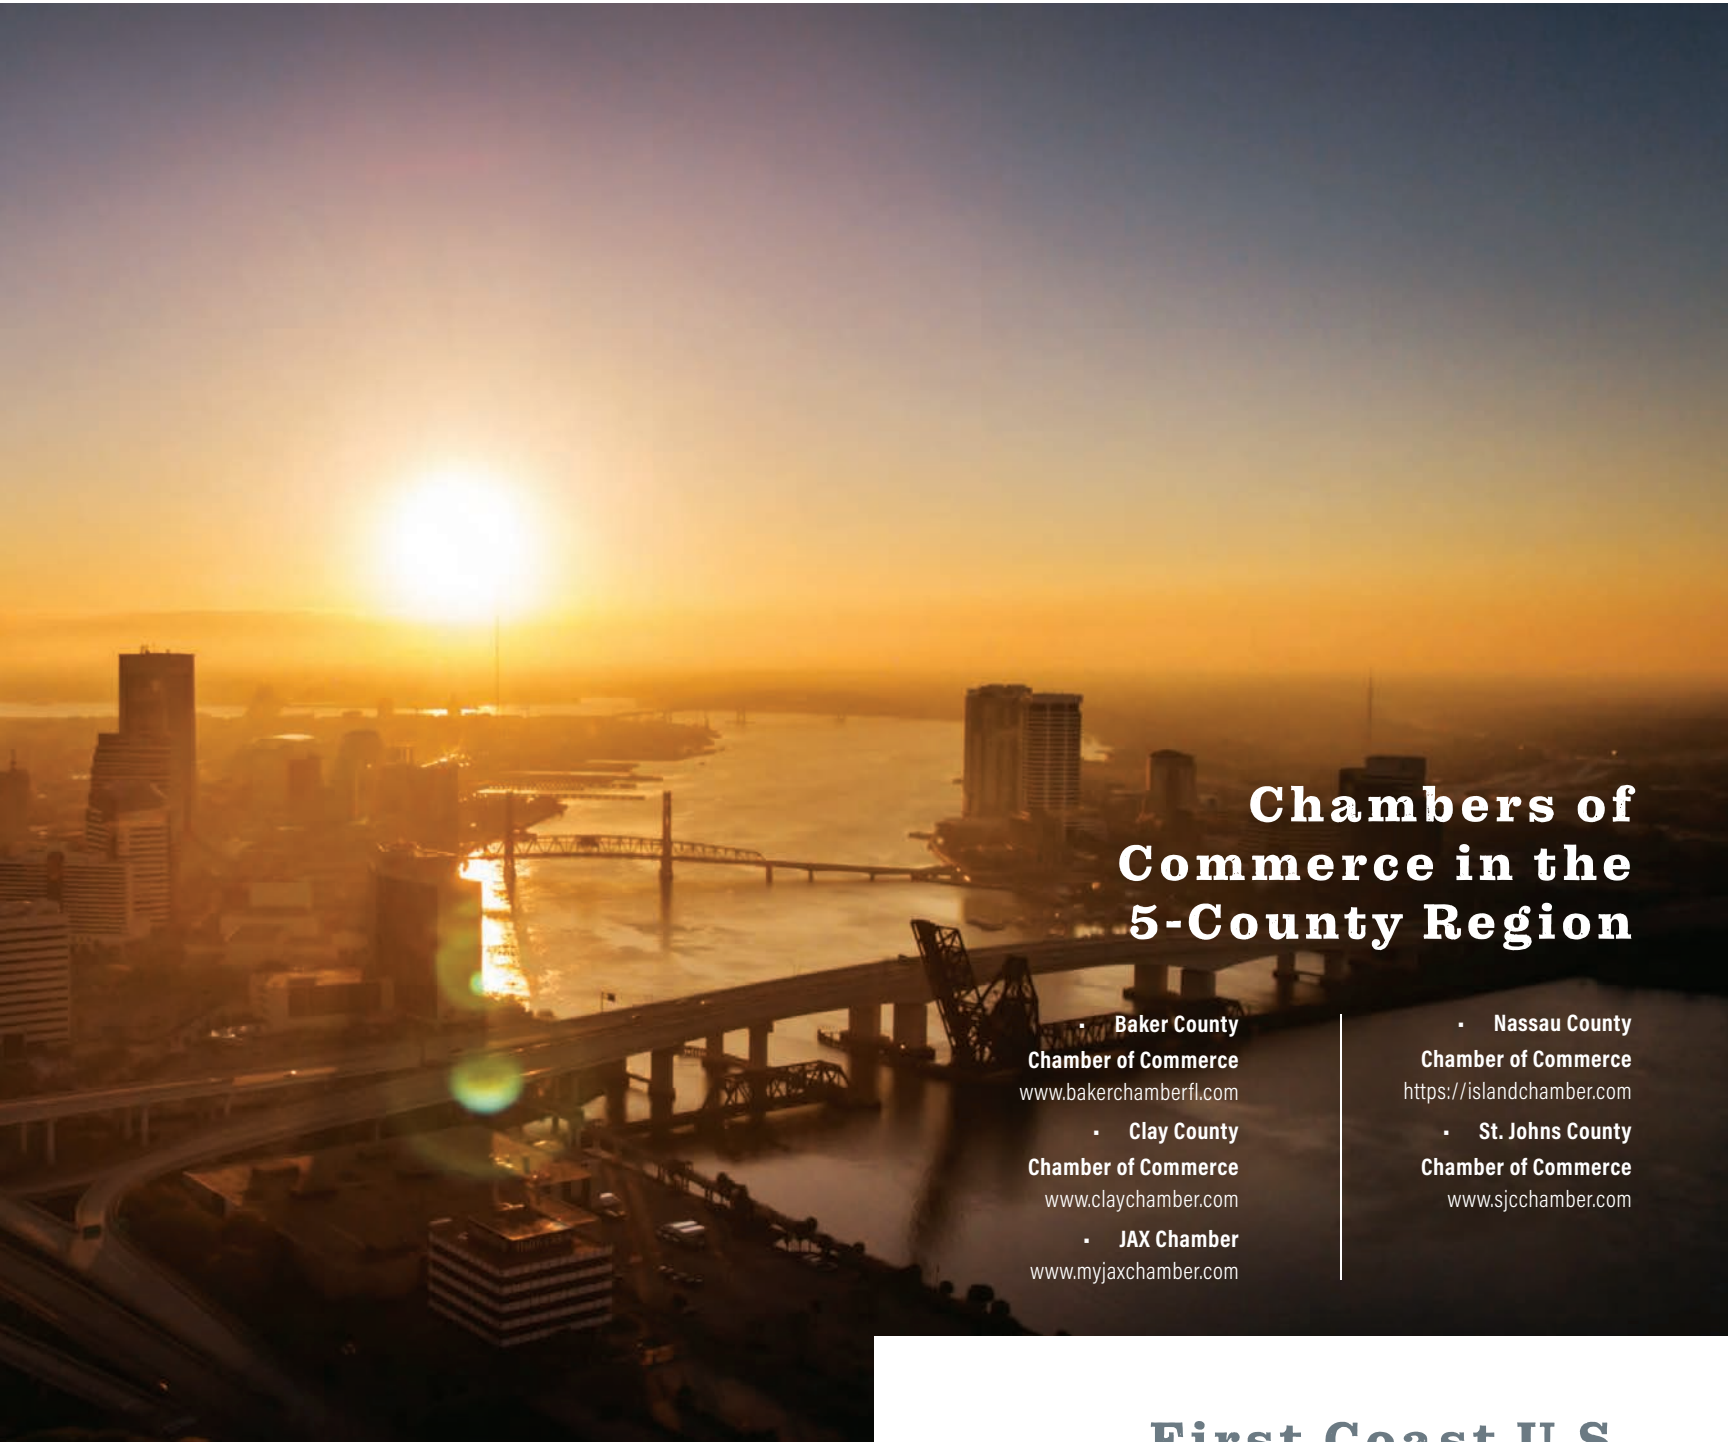 Chambers of
Commerce in the
5-County Region
· Baker County
Chamber of Commerce
www.bakerchamberfl.com
· Clay County
Chamber of Commerce
www.claychamber.com
· JAX Chamber
www.myjaxchamber.com
· Nassau County
Chamber of Commerce
https://islandchamber.com
· St. Johns County
Chamber of Commerce
www.sjcchamber.com
First Coast U.S.